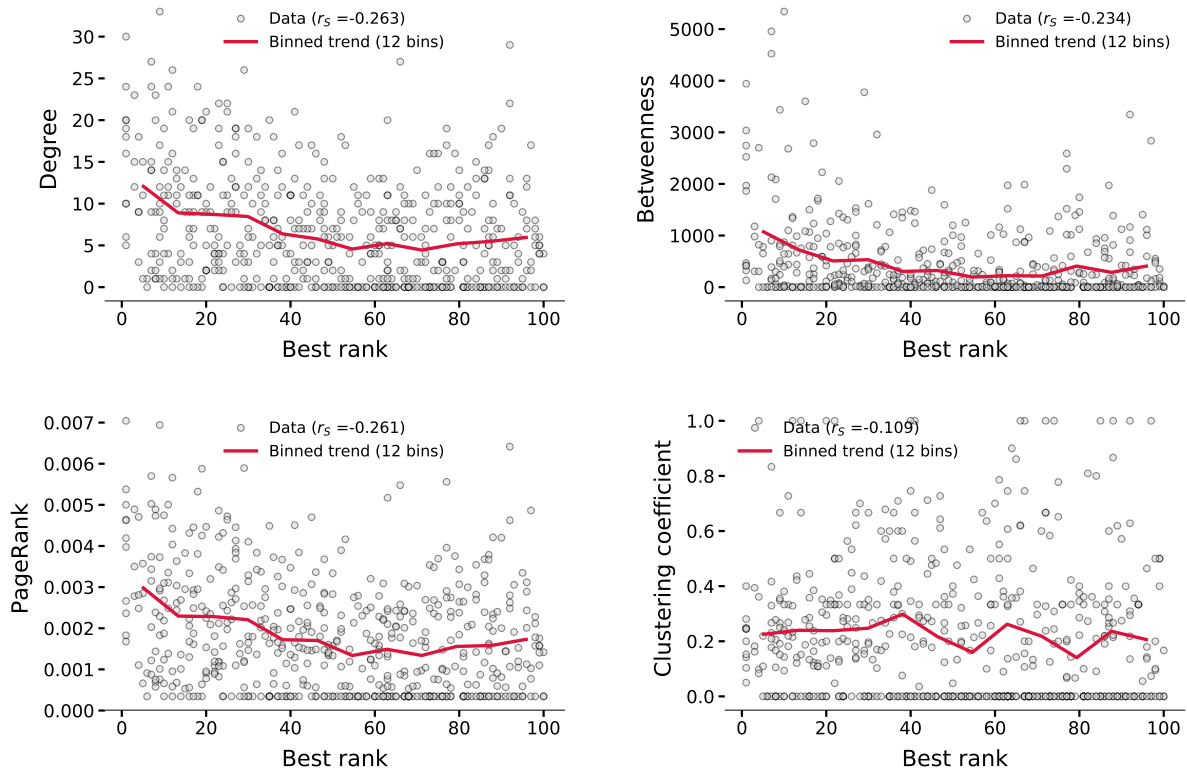 Data (rS =-0.263)
Binned trend (12 bins)
30
25
20
15
10
5
0
Degree
0 20 40 60 80 100
Best rank
Data (rS =-0.234)
Binned trend (12 bins)
5000
4000
3000
2000
1000
0
Betweenness
0 20 40 60 80 100
Best rank
Data (rS =-0.261)
Binned trend (12 bins)
0.007
0.006
0.005
0.004
0.003
0.002
0.001
0.000
PageRank
0 20 40 60 80 100
Best rank
Data (rS =-0.109)
Binned trend (12 bins)
1.0
0.8
0.6
0.4
0.2
0.0
Clustering coefficient
0 20 40 60 80 100
Best rank